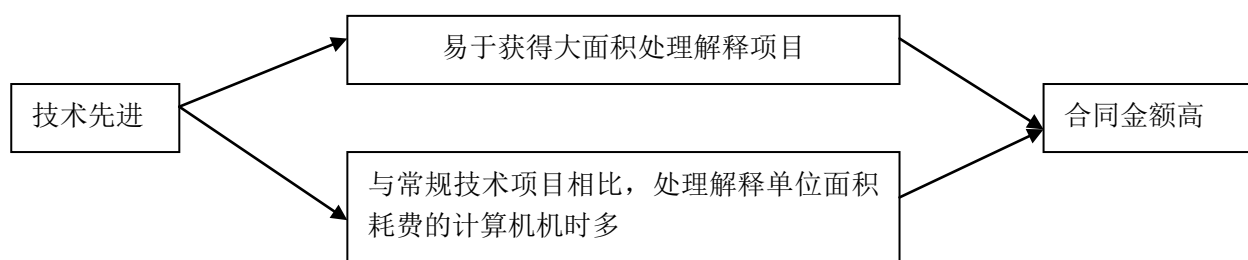 易于获得大面积处理解释项目
技术先进
合同金额高
与常规技术项目相比，处理解释单位面积
耗费的计算机机时多